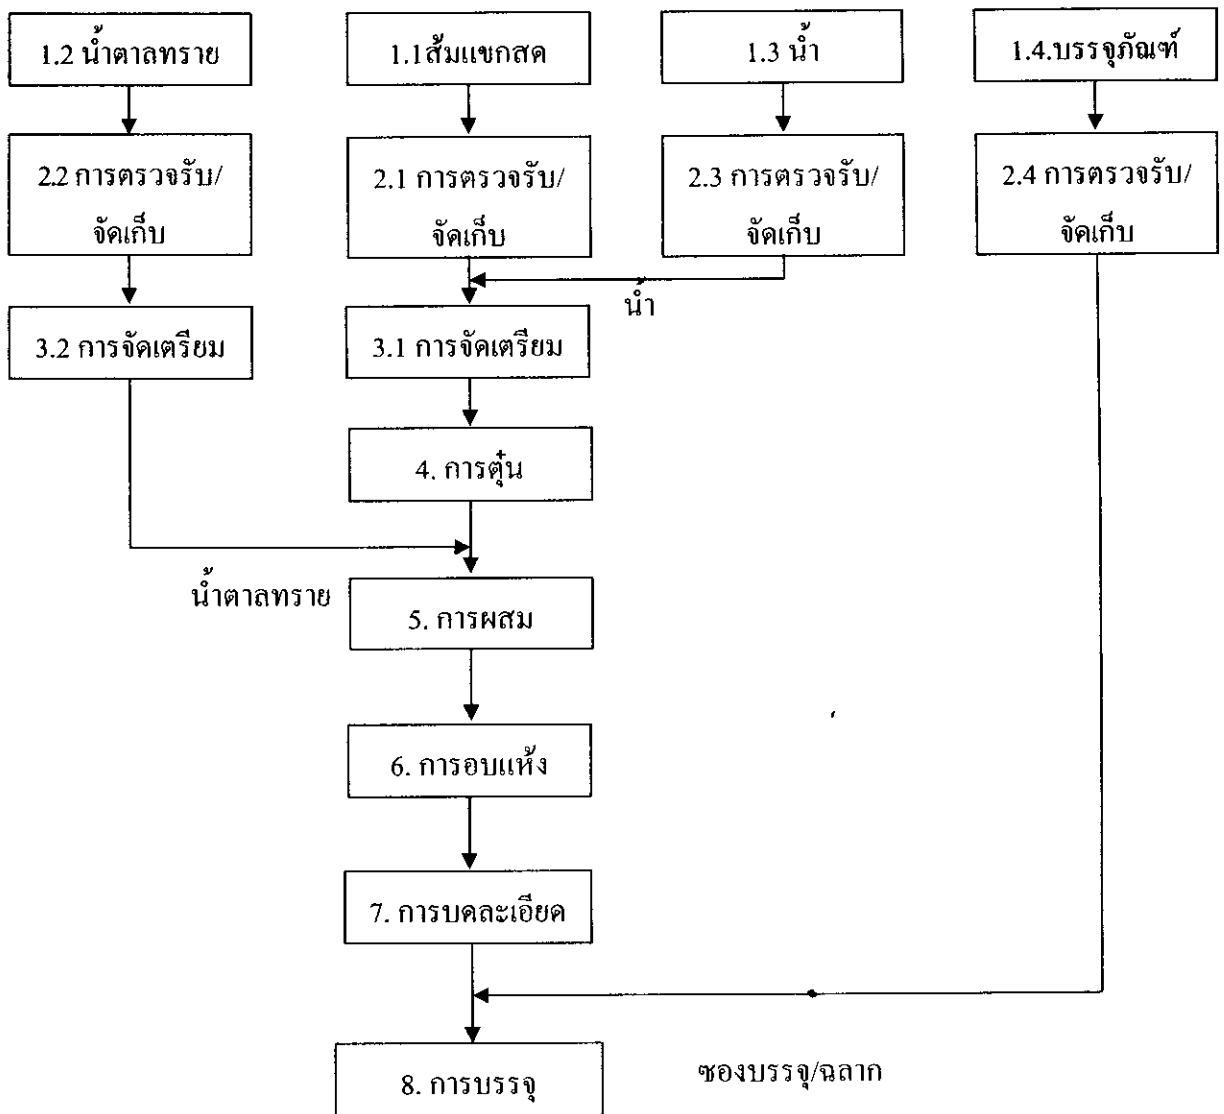 1.2 น้ำตาลทราย
1.1ส้มแขกสด
1.3 น้ำ
1.4.บรรจุภัณฑ์
2.2 การตรวจรับ/
จัดเก็บ
2.1 การตรวจรับ/
จัดเก็บ
2.3 การตรวจรับ/
จัดเก็บ
2.4 การตรวจรับ/
จัดเก็บ
น้ำ
3.2 การจัดเตรียม
3.1 การจัดเตรียม
4. การตุ๋น
น้ำตาลทราย
5. การผสม
6. การอบแห้ง
7. การบดละเอียด
8. การบรรจุ
ซองบรรจุ/ฉลาก